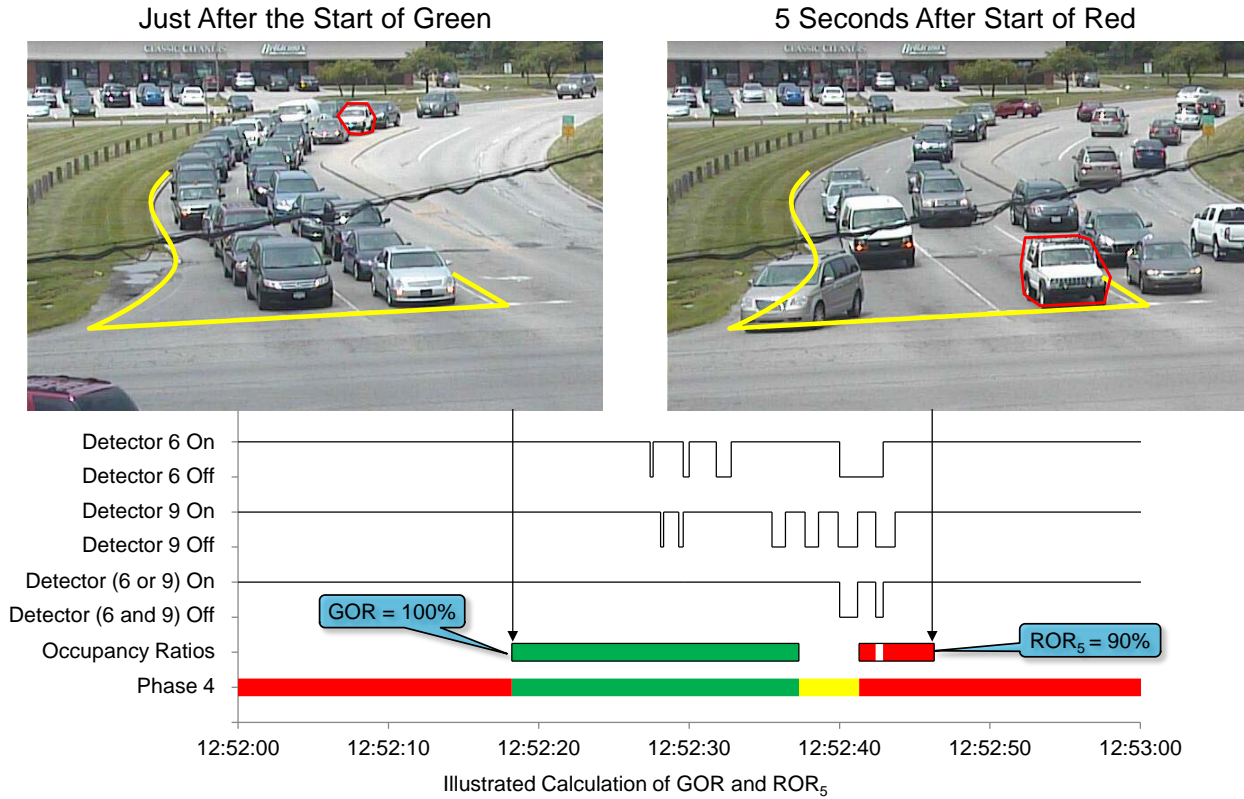 Just After the Start of Green
5 Seconds After Start of Red
CLASSIC CLEANERS
Detector 6 On
Detector 6 Off
Detector 9 On
Detector 9 Off
Detector (6 or 9) On
Detector (6 and 9) Off
Occupancy Ratios
Phase 4
GOR = 100%
ROR₅ = 90%
12:52:00
12:52:10
12:52:20
12:52:30
12:52:40
12:52:50
12:53:00
Illustrated Calculation of GOR and ROR₅